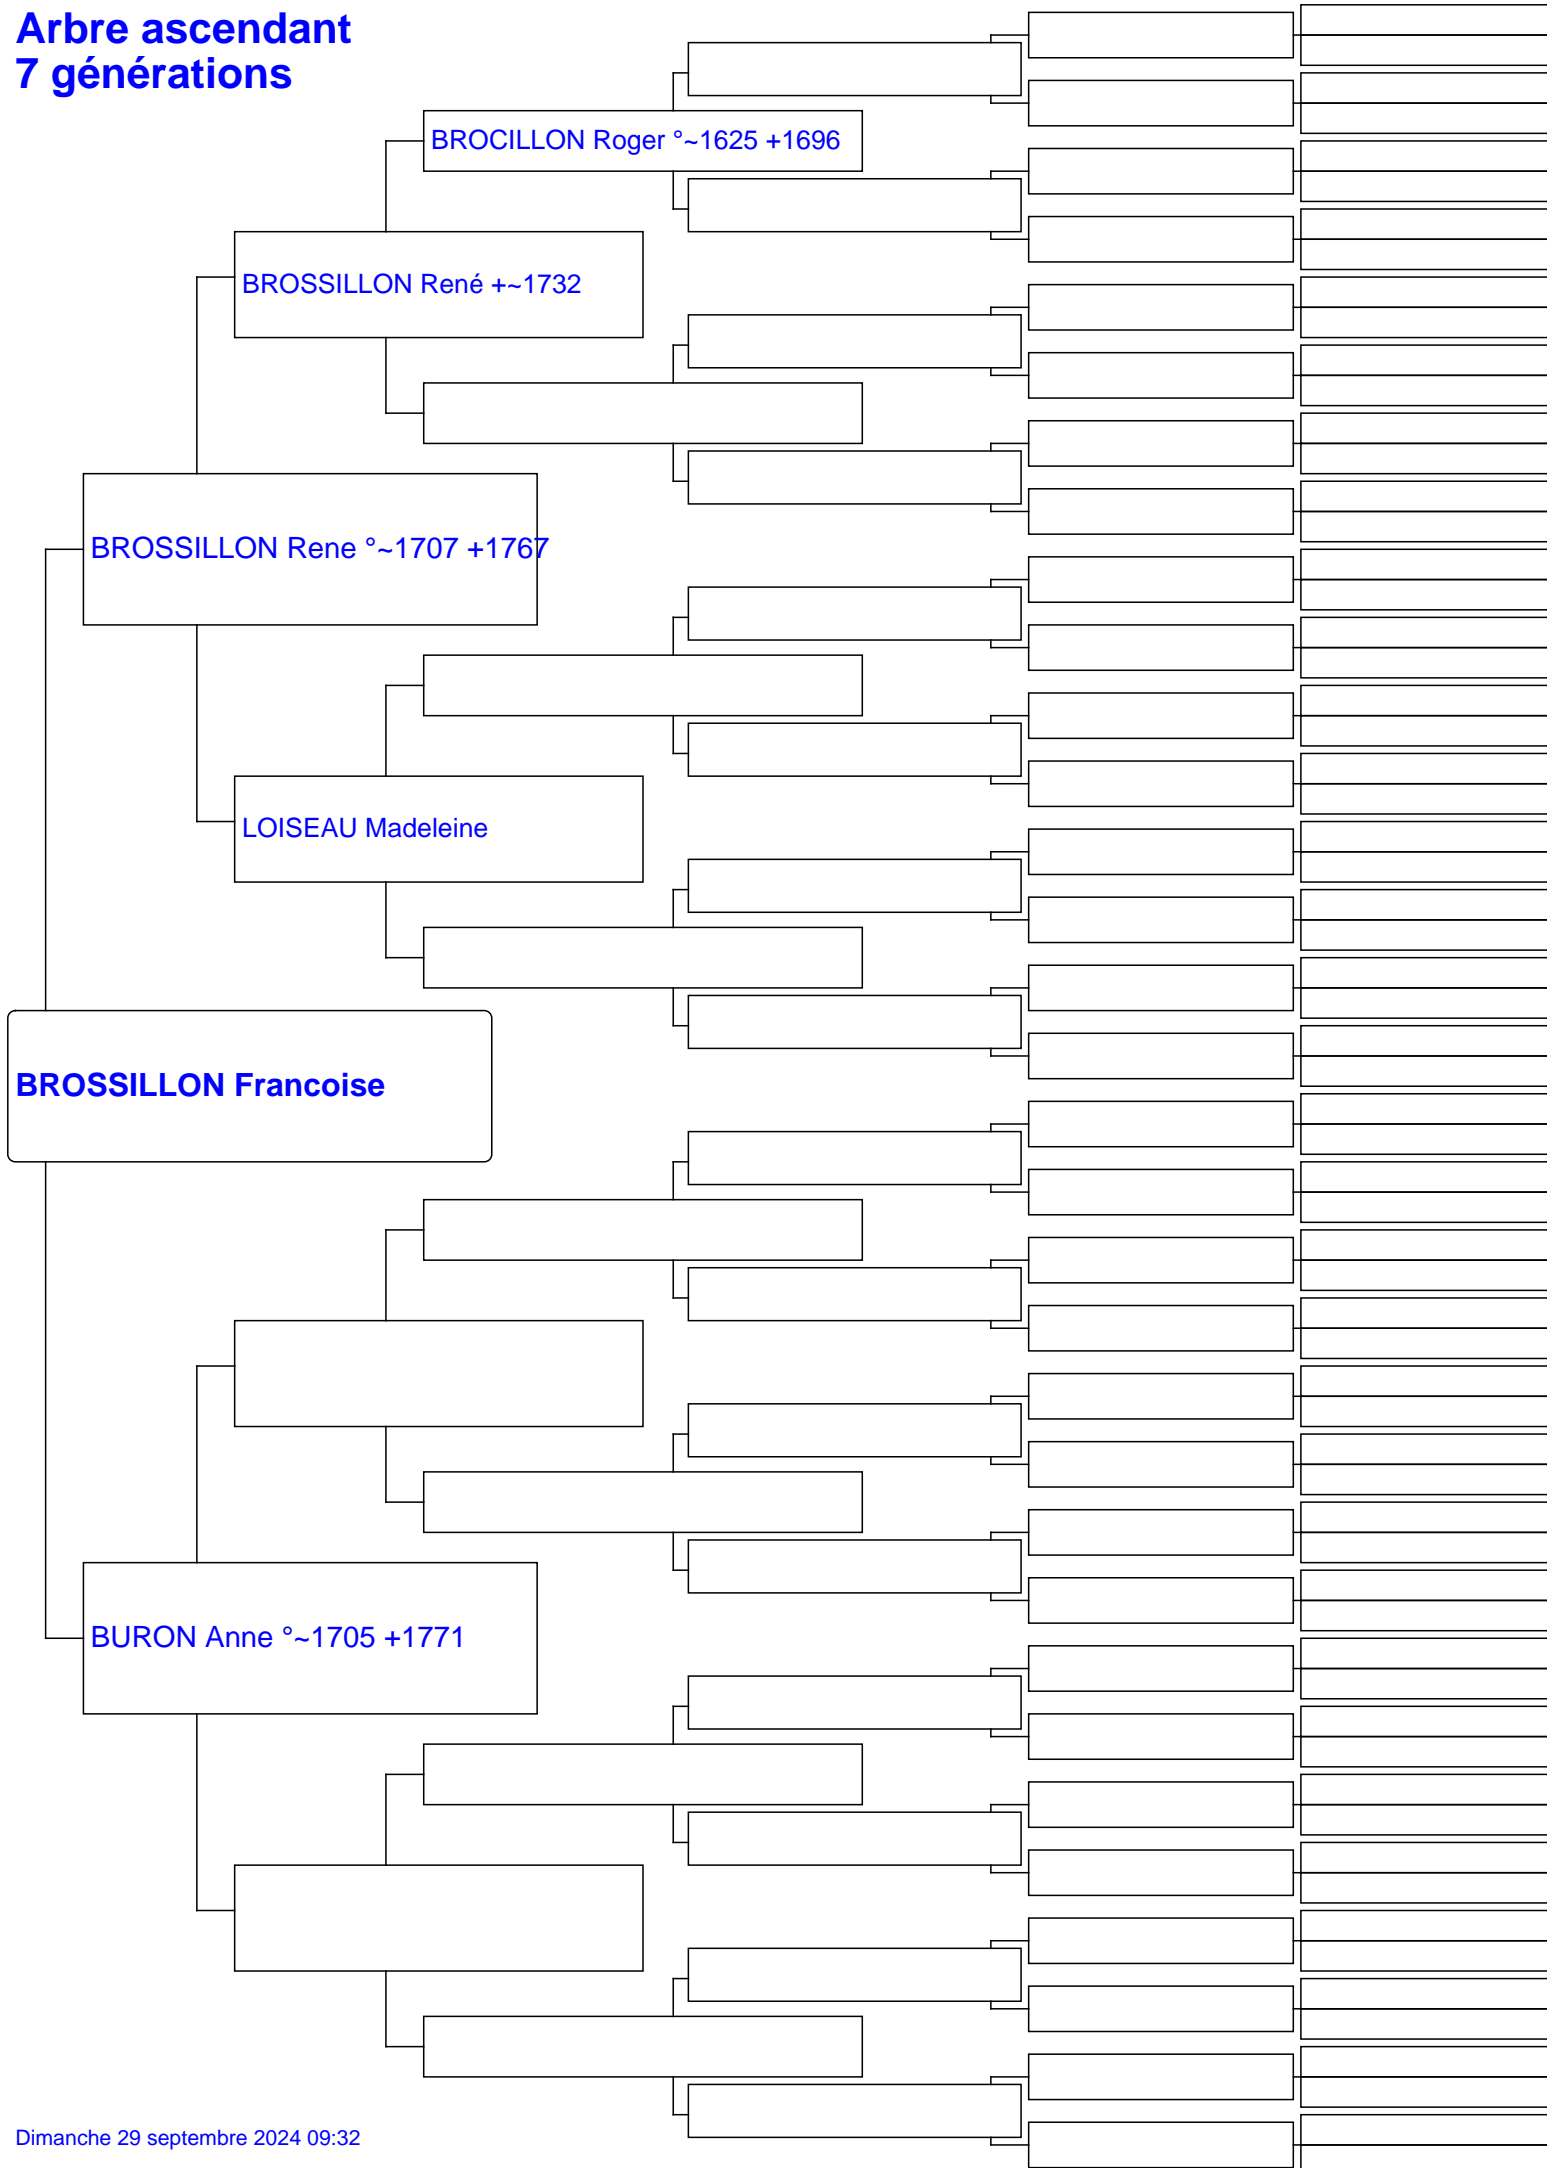 Arbre ascendant
7 générations
BROCILLON Roger °~1625 +1696
BROSSILLON René +~1732
BROSSILLON Rene °~1707 +1767
LOISEAU Madeleine
BROSSILLON Francoise
BURON Anne °~1705 +1771
Dimanche 29 septembre 2024 09:32